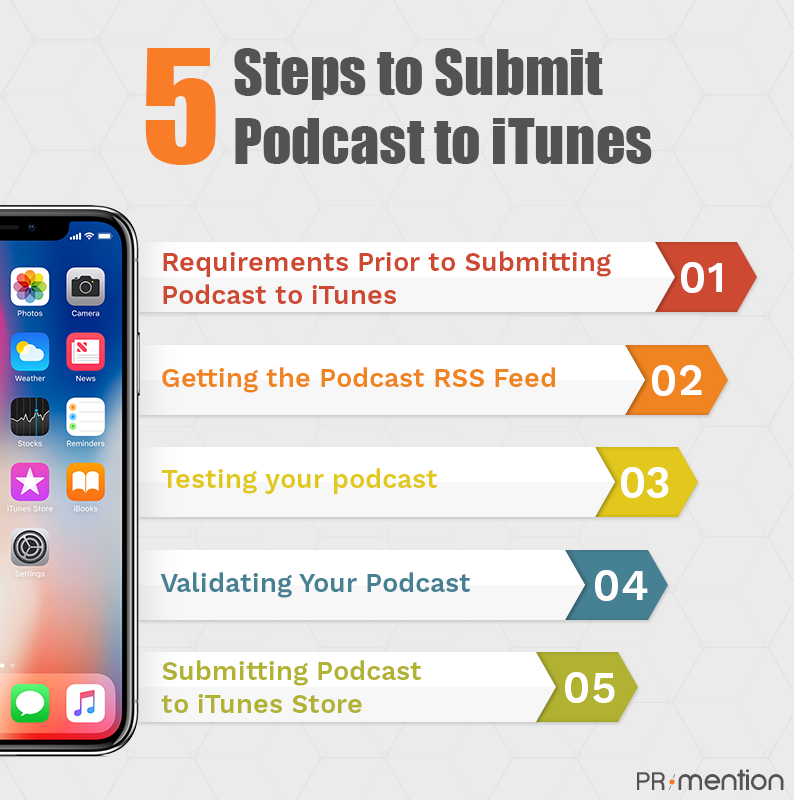 5 Steps to Submit
Podcast to iTunes
Requirements Prior to Submitting
Podcast to iTunes
01
Getting the Podcast RSS Feed
02
Testing your podcast
03
Validating Your Podcast
04
Submitting Podcast
to iTunes Store
05
Photos
Camera
Weather
News
Stocks
Reminders
iTunes Store
iBooks
Settings
PR mention